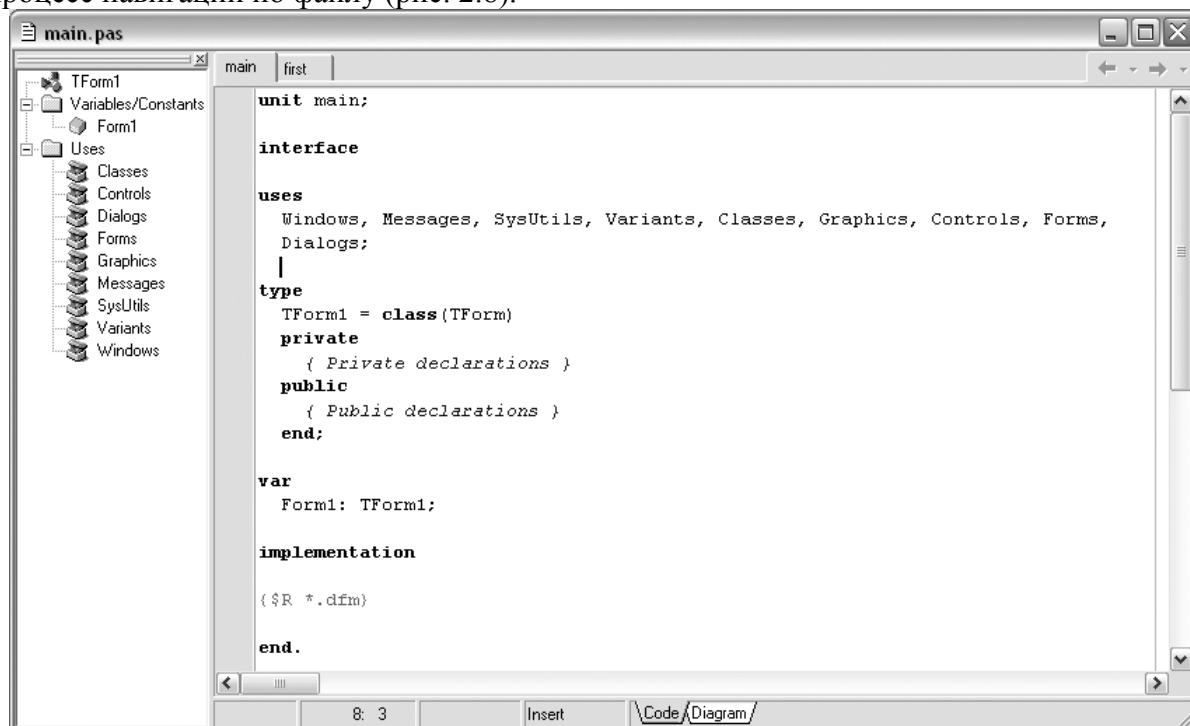 процессе навигации по файлу (рис. 2.8).
main.pas
TForm1
Variables/Constants
Form1
Uses
Classes
Controls
Dialogs
Forms
Graphics
Messages
SysUtils
Variants
Windows
main first
unit main;
interface
uses
Windows, Messages, SysUtils, Variants, Classes, Graphics, Controls, Forms,
Dialogs;
type
TForm1 = class(TForm)
private
{ Private declarations }
public
{ Public declarations }
end;
var
Form1: TForm1;
implementation
{$R *.dfm}
end.
8: 3 Insert Code Diagram